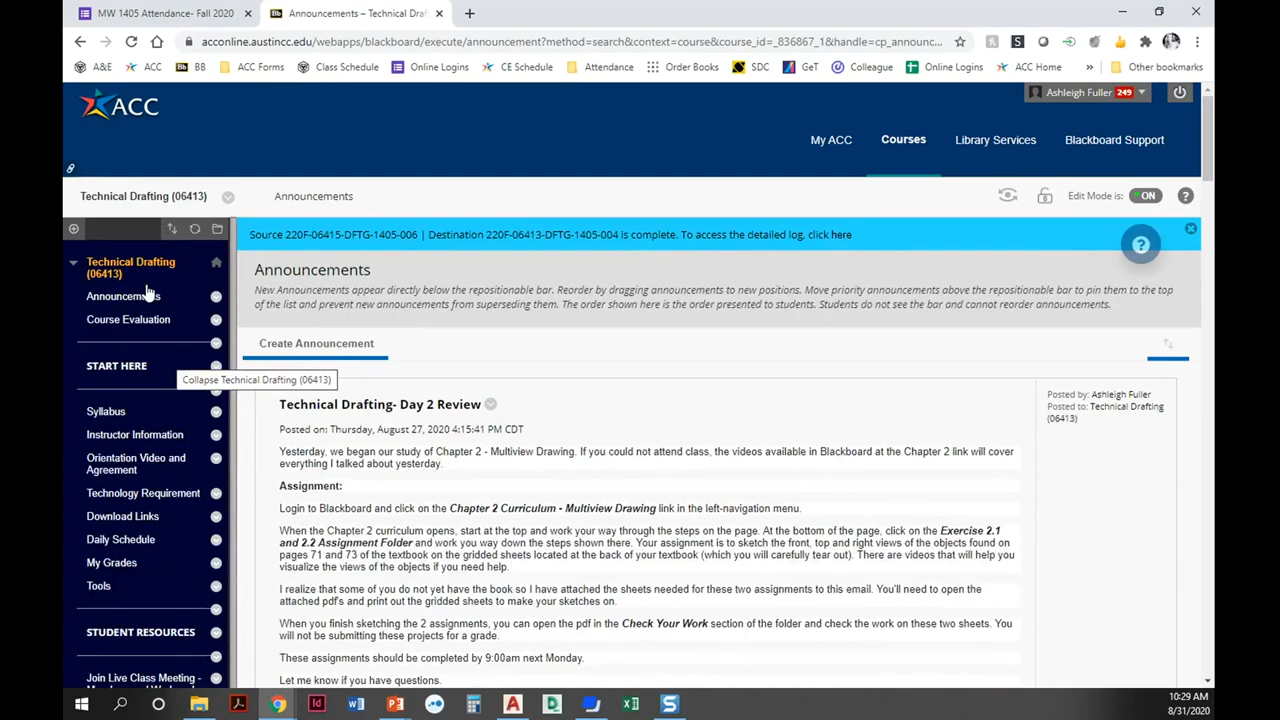 MW 1405 Attendance- Fall 2020
Announcements – Technical Draf
acconline.austincc.edu/webapps/blackboard/execute/announcement?method=search&context=course&course_id=_836867_1&handle=cp_announc...
A&E
ACC
BB
ACC Forms
Class Schedule
Online Logins
CE Schedule
Attendance
Order Books
SDC
GeT
Colleague
Online Logins
ACC Home
»
Other bookmarks
ACC
Ashleigh Fuller 249
My ACC
Courses
Library Services
Blackboard Support
Technical Drafting (06413)
Announcements
Edit Mode is: ON
Source 220F-06415-DFTG-1405-006 | Destination 220F-06413-DFTG-1405-004 is complete. To access the detailed log, click here
Technical Drafting
(06413)
Announcements
Course Evaluation
START HERE
Collapse Technical Drafting (06413)
Syllabus
Instructor Information
Orientation Video and
Agreement
Technology Requirement
Download Links
Daily Schedule
My Grades
Tools
STUDENT RESOURCES
Join Live Class Meeting -
Announcements
New Announcements appear directly below the repositionable bar. Reorder by dragging announcements to new positions. Move priority announcements above the repositionable bar to pin them to the top
of the list and prevent new announcements from superseding them. The order shown here is the order presented to students. Students do not see the bar and cannot reorder announcements.
Create Announcement
Technical Drafting- Day 2 Review
Posted on: Thursday, August 27, 2020 4:15:41 PM CDT
Posted by: Ashleigh Fuller
Posted to: Technical Drafting
(06413)
Yesterday, we began our study of Chapter 2 - Multiview Drawing. If you could not attend class, the videos available in Blackboard at the Chapter 2 link will cover
everything I talked about yesterday.
Assignment:
Login to Blackboard and click on the Chapter 2 Curriculum - Multiview Drawing link in the left-navigation menu.
When the Chapter 2 curriculum opens, start at the top and work your way through the steps on the page. At the bottom of the page, click on the Exercise 2.1
and 2.2 Assignment Folder and work you way down the steps shown there. Your assignment is to sketch the front, top and right views of the objects found on
pages 71 and 73 of the textbook on the gridded sheets located at the back of your textbook (which you will carefully tear out). There are videos that will help you
visualize the views of the objects if you need help.
I realize that some of you do not yet have the book so I have attached the sheets needed for these two assignments to this email. You'll need to open the
attached pdf's and print out the gridded sheets to make your sketches on.
When you finish sketching the 2 assignments, you can open the pdf in the Check Your Work section of the folder and check the work on these two sheets. You
will not be submitting these projects for a grade.
These assignments should be completed by 9:00am next Monday.
Let me know if you have questions.
10:29 AM
8/31/2020